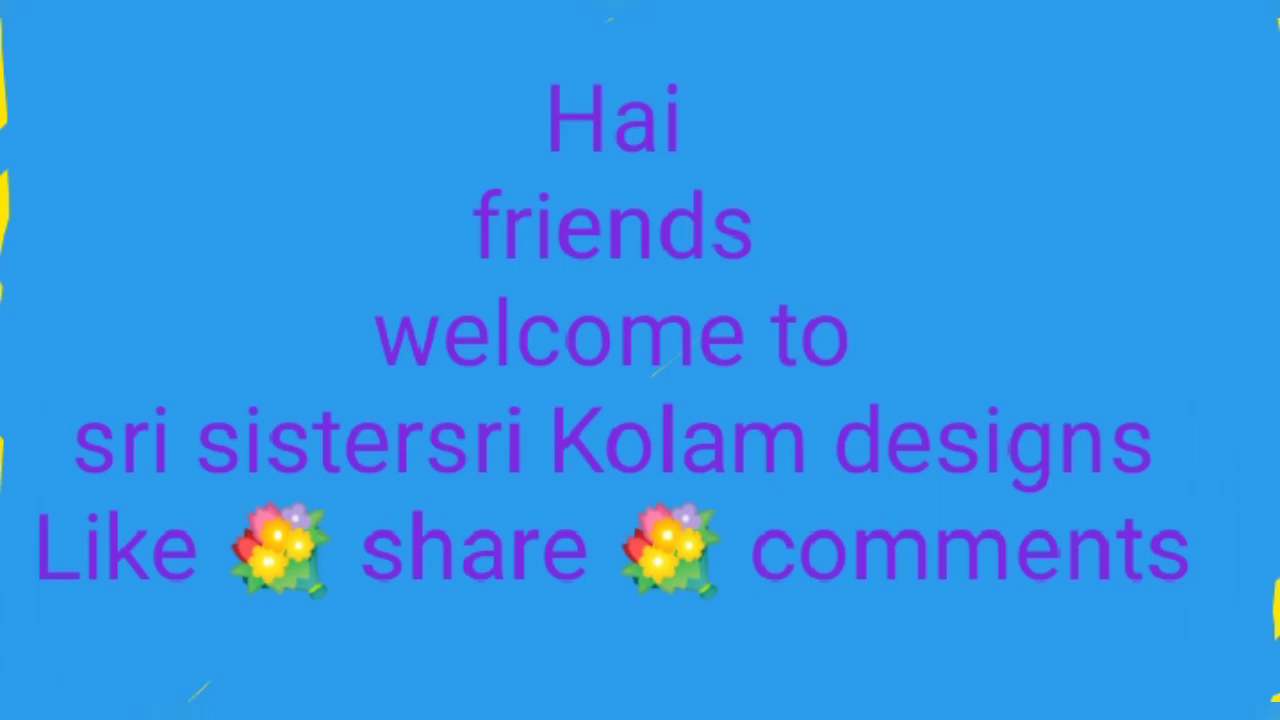 Hai
friends
welcome to
sri sistersri Kolam designs
Like 💐 share 💐 comments